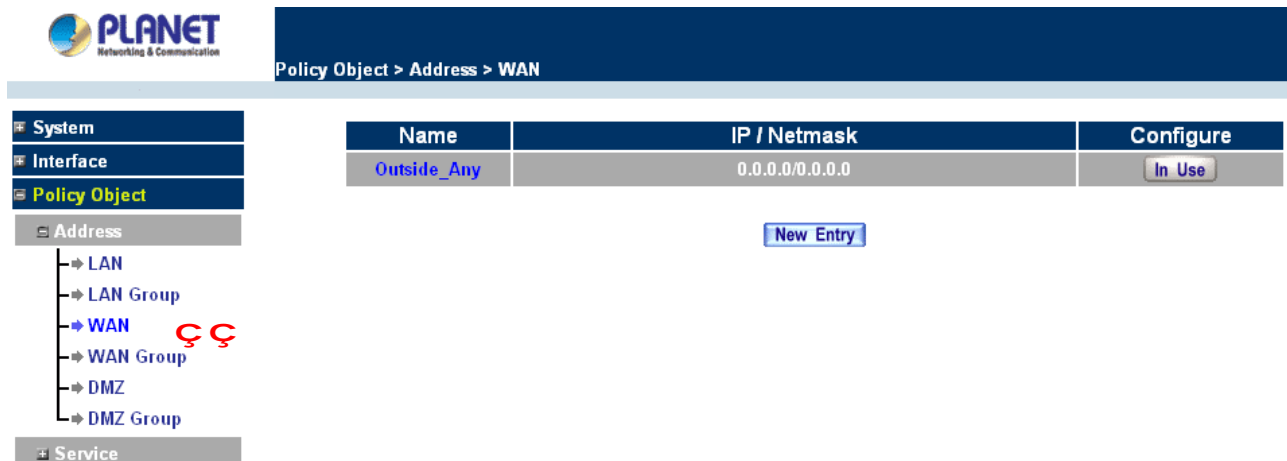 PLANET
Networking & Communication
Policy Object > Address > WAN
System
Interface
Policy Object
Address
LAN
LAN Group
WAN
Ç Ç
WAN Group
DMZ
DMZ Group
Service
Name IP / Netmask Configure
Outside_Any 0.0.0.0/0.0.0.0 In Use
New Entry